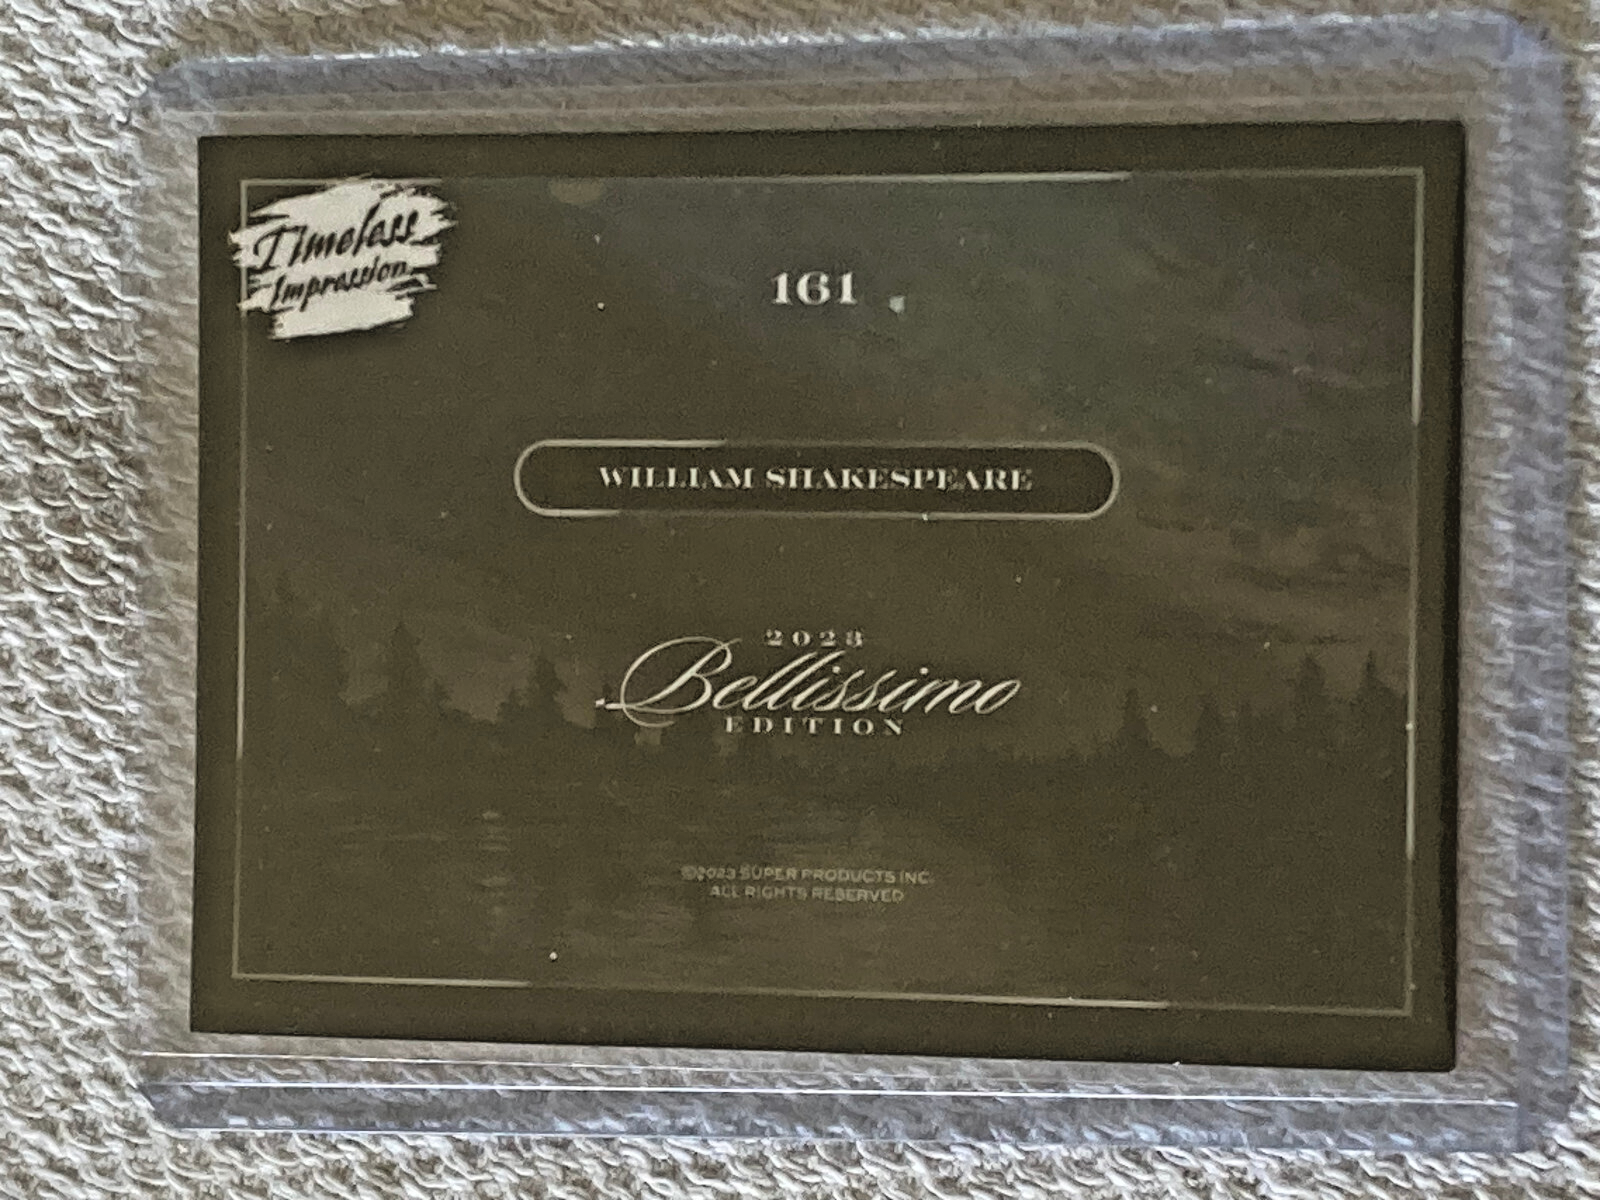 Timeless
Impression
161
WILLIAM SHAKESPEARE
2023
Bellissimo
EDITION
©2023 SUPER PRODUCTS INC.
ALL RIGHTS RESERVED